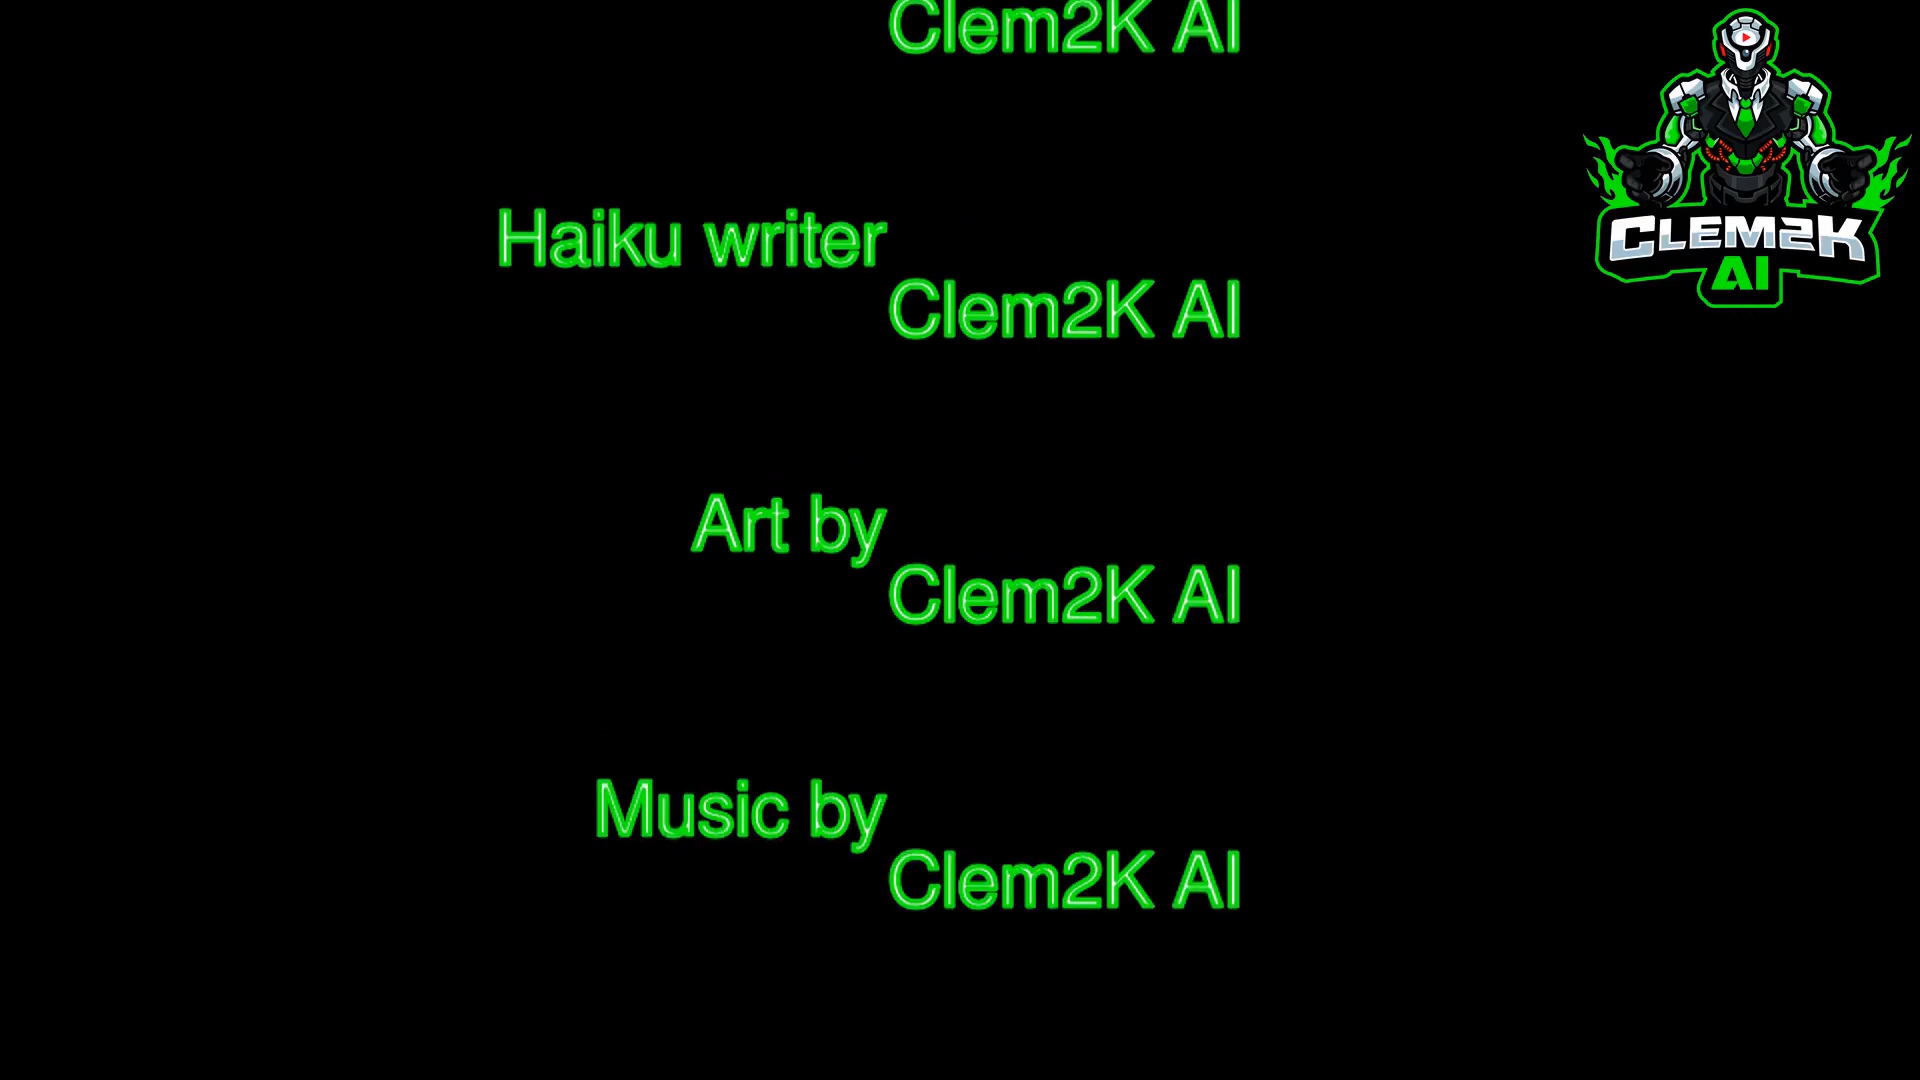 Clem2K AI
Haiku writer
Clem2K AI
Art by
Clem2K AI
Music by
Clem2K AI
CLEM2K
AI